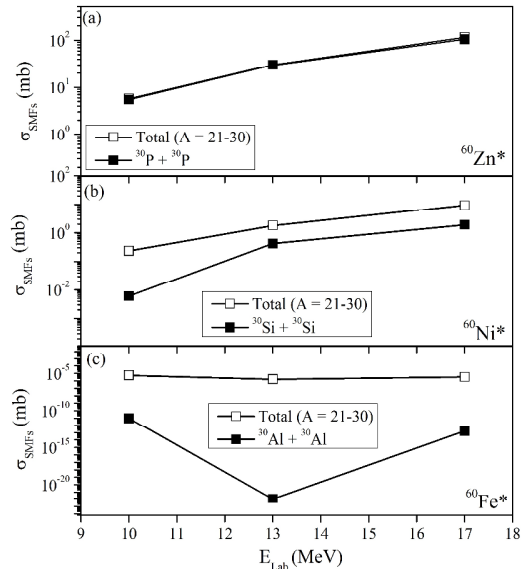 (a)
10²
10¹
10⁰
10²
σSMFs (mb)
Total (A = 21-30)
³⁰P + ³⁰P
⁶⁰Zn*
(b)
10⁰
10⁻²
σSMFs (mb)
Total (A = 21-30)
³⁰Si + ³⁰Si
⁶⁰Ni*
(c)
10⁻⁵
10⁻¹⁰
10⁻¹⁵
10⁻²⁰
σSMFs (mb)
Total (A = 21-30)
³⁰Al + ³⁰Al
⁶⁰Fe*
9 10 11 12 13 14 15 16 17 18
ELab (MeV)